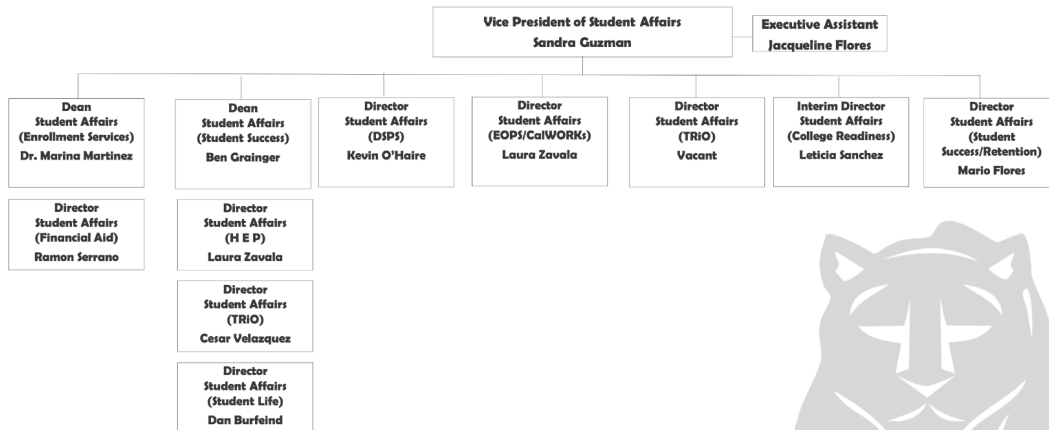 Vice President of Student Affairs
Sandra Guzman
Executive Assistant
Jacqueline Flores
Dean
Student Affairs
(Enrollment Services)
Dr. Marina Martinez
Dean
Student Affairs
(Student Success)
Ben Grainger
Director
Student Affairs
(DSPS)
Kevin O'Haire
Director
Student Affairs
(EOPS/CalWORKs)
Laura Zavala
Director
Student Affairs
(TRiO)
Vacant
Interim Director
Student Affairs
(College Readiness)
Leticia Sanchez
Director
Student Affairs
(Student
Success/Retention)
Mario Flores
Director
Student Affairs
(Financial Aid)
Ramon Serrano
Director
Student Affairs
(H E P)
Laura Zavala
Director
Student Affairs
(TRiO)
Cesar Velazquez
Director
Student Affairs
(Student Life)
Dan Burfeind